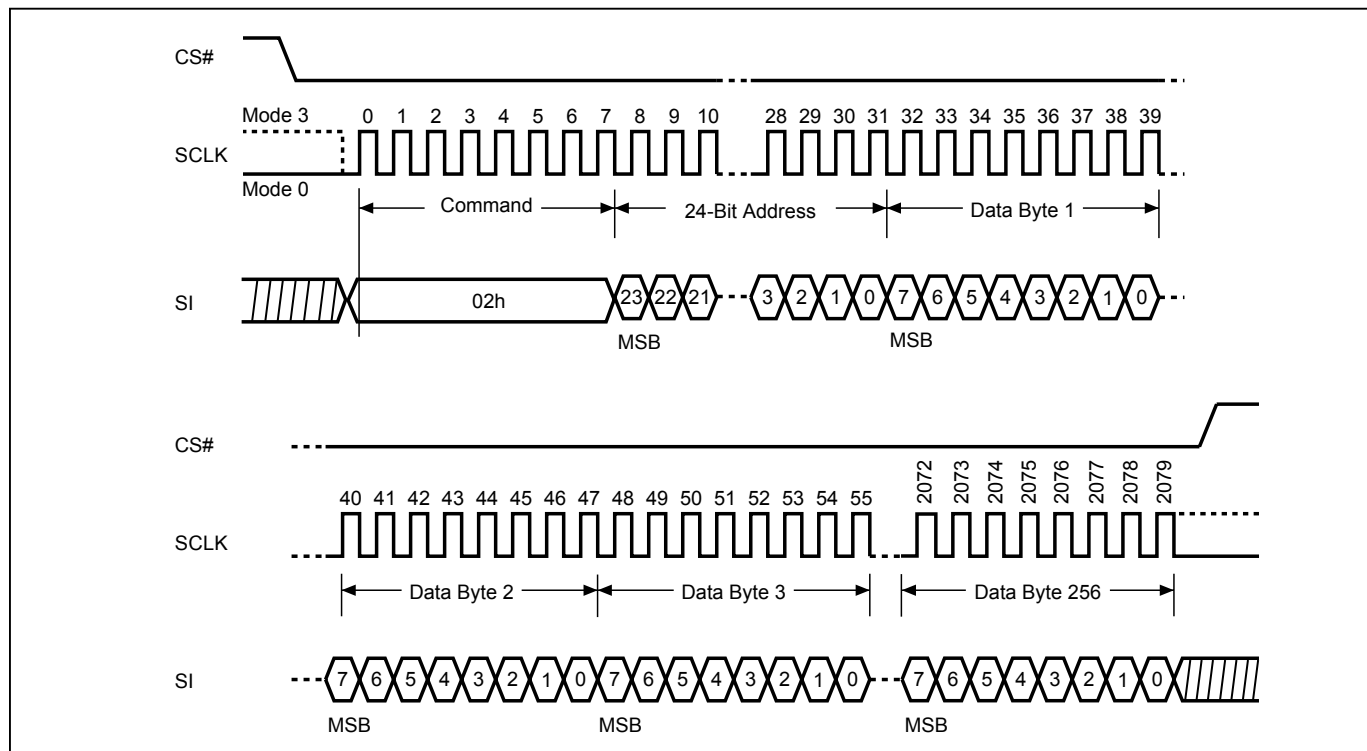 CS#
Mode 3
0 1 2 3 4 5 6 7 8 9 10 28 29 30 31 32 33 34 35 36 37 38 39
SCLK
Mode 0
Command
24-Bit Address
Data Byte 1
SI
02h
23 22 21 3 2 1 0 7 6 5 4 3 2 1 0
MSB
MSB
CS#
40 41 42 43 44 45 46 47 48 49 50 51 52 53 54 55 2072 2073 2074 2075 2076 2077 2078 2079
SCLK
Data Byte 2
Data Byte 3
Data Byte 256
SI
7 6 5 4 3 2 1 0 7 6 5 4 3 2 1 0 7 6 5 4 3 2 1 0
MSB
MSB
MSB